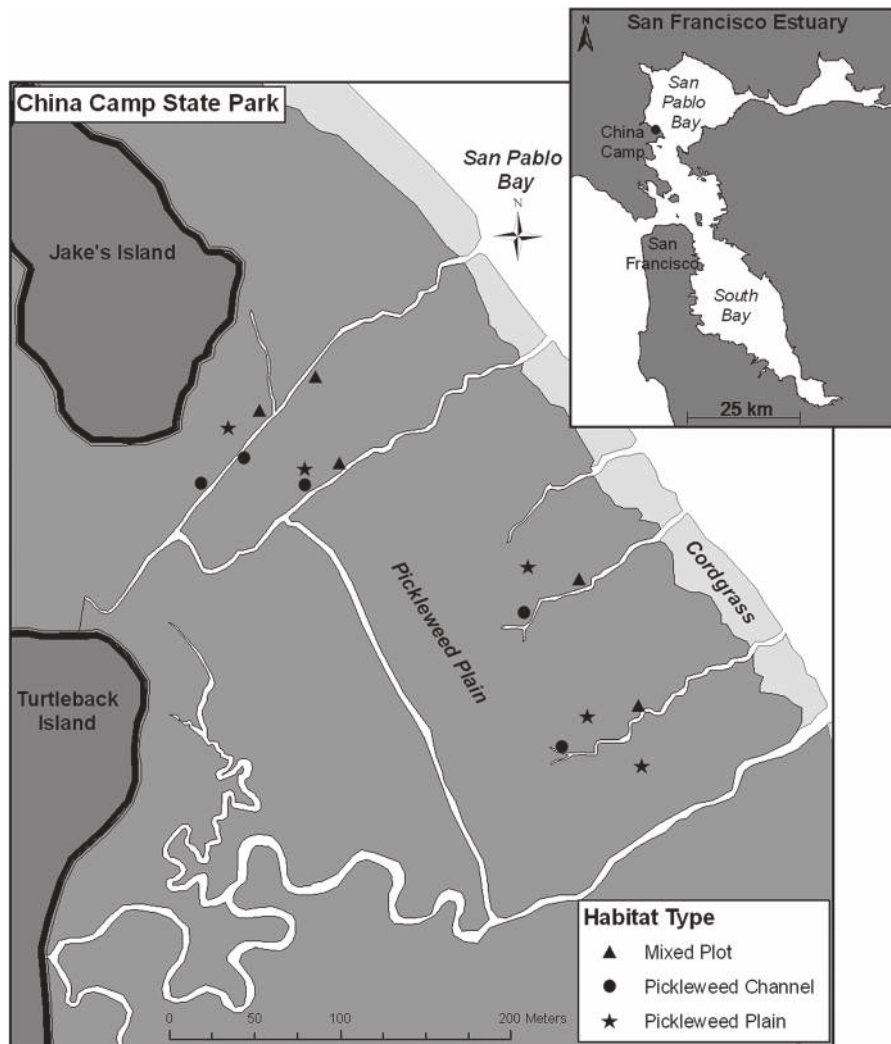 N
San Francisco Estuary
San
Pablo
Bay
China
Camp
San
Francisco
South
Bay
25 km
China Camp State Park
San Pablo
Bay
N
Jake's Island
Pickleweed Plain
Cordgrass
Turtleback
Island
Habitat Type
Mixed Plot
Pickleweed Channel
Pickleweed Plain
0 50 100 200 Meters